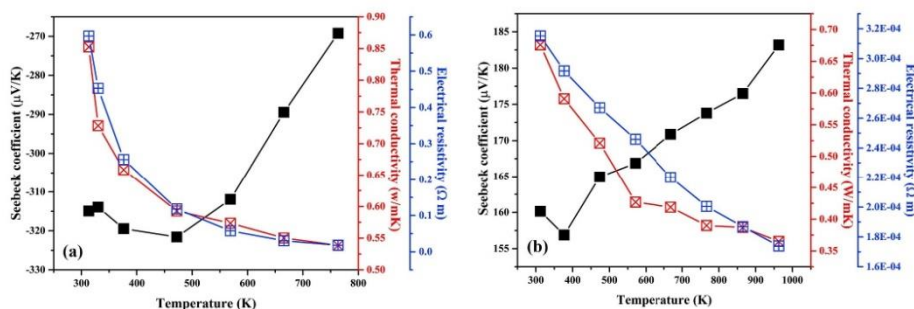 -270
-280
-290
-300
-310
-320
-330
Seebeck coefficient (µV/K)
300 400 500 600 700 800
Temperature (K)
0.90
0.85
0.80
0.75
0.70
0.65
0.60
0.55
0.50
Thermal conductivity (w/mK)
0.6
0.5
0.4
0.3
0.2
0.1
0.0
Electrical resistivity (Ω m)
(a)
185
180
175
170
165
160
155
Seebeck coefficient (µV/K)
300 400 500 600 700 800 900 1000
Temperature (K)
0.70
0.65
0.60
0.55
0.50
0.45
0.40
0.35
Thermal conductivity (W/mK)
3.2E-04
3.0E-04
2.8E-04
2.6E-04
2.4E-04
2.2E-04
2.0E-04
1.8E-04
1.6E-04
Electrical resistivity (Ω m)
(b)